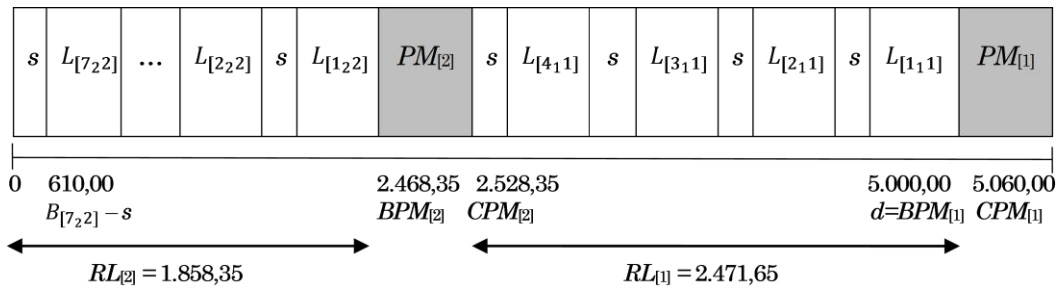 s L[7₂2] ... L[2₂2] s L[1₂2] PM[2] s L[4₁1] s L[3₁1] s L[2₁1] s L[1₁1] PM[1]
0 610,00 2.468,35 2.528,35 5.000,00 5.060,00
B[7₂2] – s BPM[2] CPM[2] d=BPM[1] CPM[1]
RL[2] = 1.858,35 RL[1] = 2.471,65